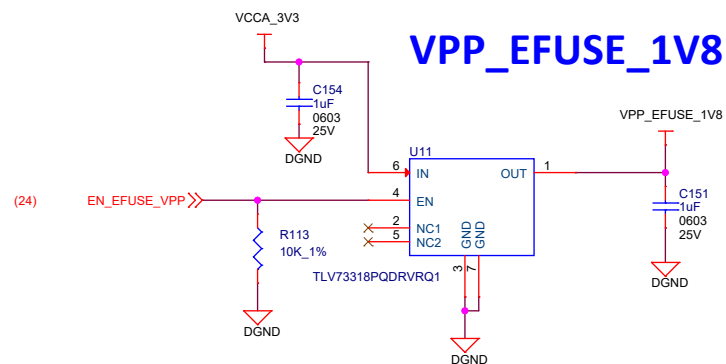 VCCA_3V3
VPP_EFUSE_1V8
C154
1uF
0603
25V
DGND
VPP_EFUSE_1V8
U11
6
IN
OUT
1
(24)
EN_EFUSE_VPP
4
EN
C151
1uF
0603
25V
2
NC1
5
NC2
GND
GND
R113
10K_1%
3
7
TLV73318PQDRVRQ1
DGND
DGND
DGND